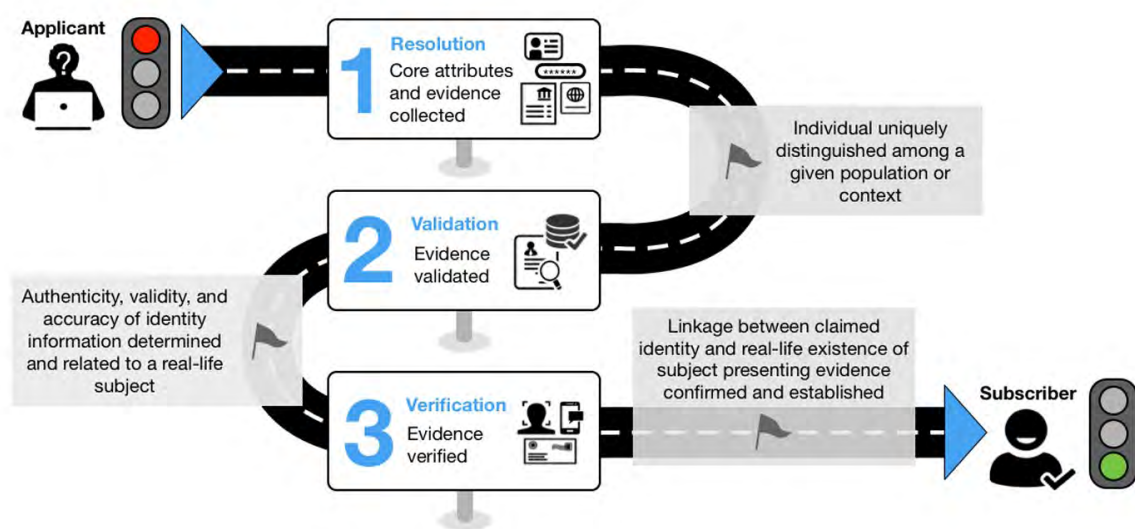 Applicant
1
Resolution
Core attributes
and evidence
collected
******
Individual uniquely
distinguished among a
given population or
context
2
Validation
Evidence
validated
Authenticity, validity, and
accuracy of identity
information determined
and related to a real-life
subject
3
Verification
Evidence
verified
Linkage between claimed
identity and real-life existence of
subject presenting evidence
confirmed and established
Subscriber